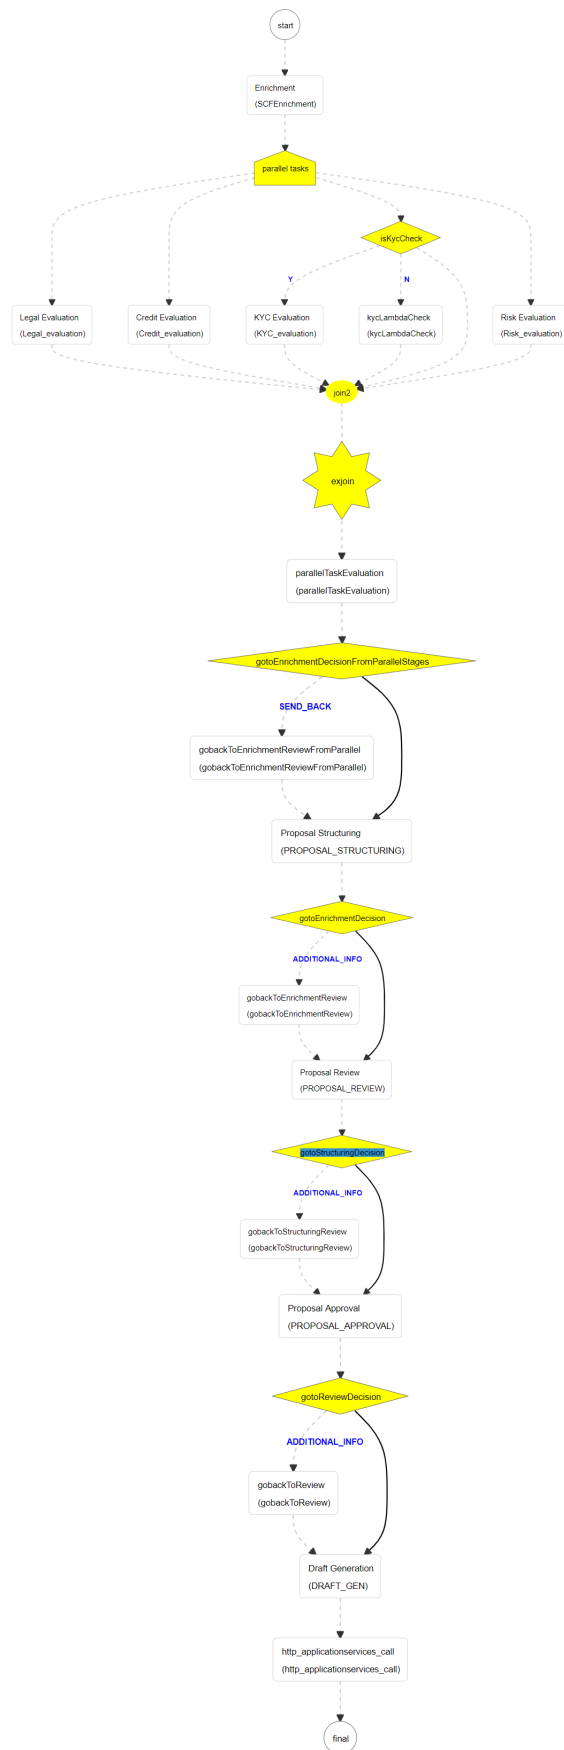 start
Enrichment
(SCFEnrichment)
parallel tasks
isKycCheck
Y
N
Legal Evaluation
(Legal_evaluation)
Credit Evaluation
(Credit_evaluation)
KYC Evaluation
(KYC_evaluation)
kycLambdaCheck
(kycLambdaCheck)
Risk Evaluation
(Risk_evaluation)
join2
exjoin
parallelTaskEvaluation
(parallelTaskEvaluation)
gotoEnrichmentDecisionFromParallelStages
SEND_BACK
gobackToEnrichmentReviewFromParallel
(gobackToEnrichmentReviewFromParallel)
Proposal Structuring
(PROPOSAL_STRUCTURING)
gotoEnrichmentDecision
ADDITIONAL_INFO
gobackToEnrichmentReview
(gobackToEnrichmentReview)
Proposal Review
(PROPOSAL_REVIEW)
gotoStructuringDecision
ADDITIONAL_INFO
gobackToStructuringReview
(gobackToStructuringReview)
Proposal Approval
(PROPOSAL_APPROVAL)
gotoReviewDecision
ADDITIONAL_INFO
gobackToReview
(gobackToReview)
Draft Generation
(DRAFT_GEN)
http_applicationservices_call
(http_applicationservices_call)
final